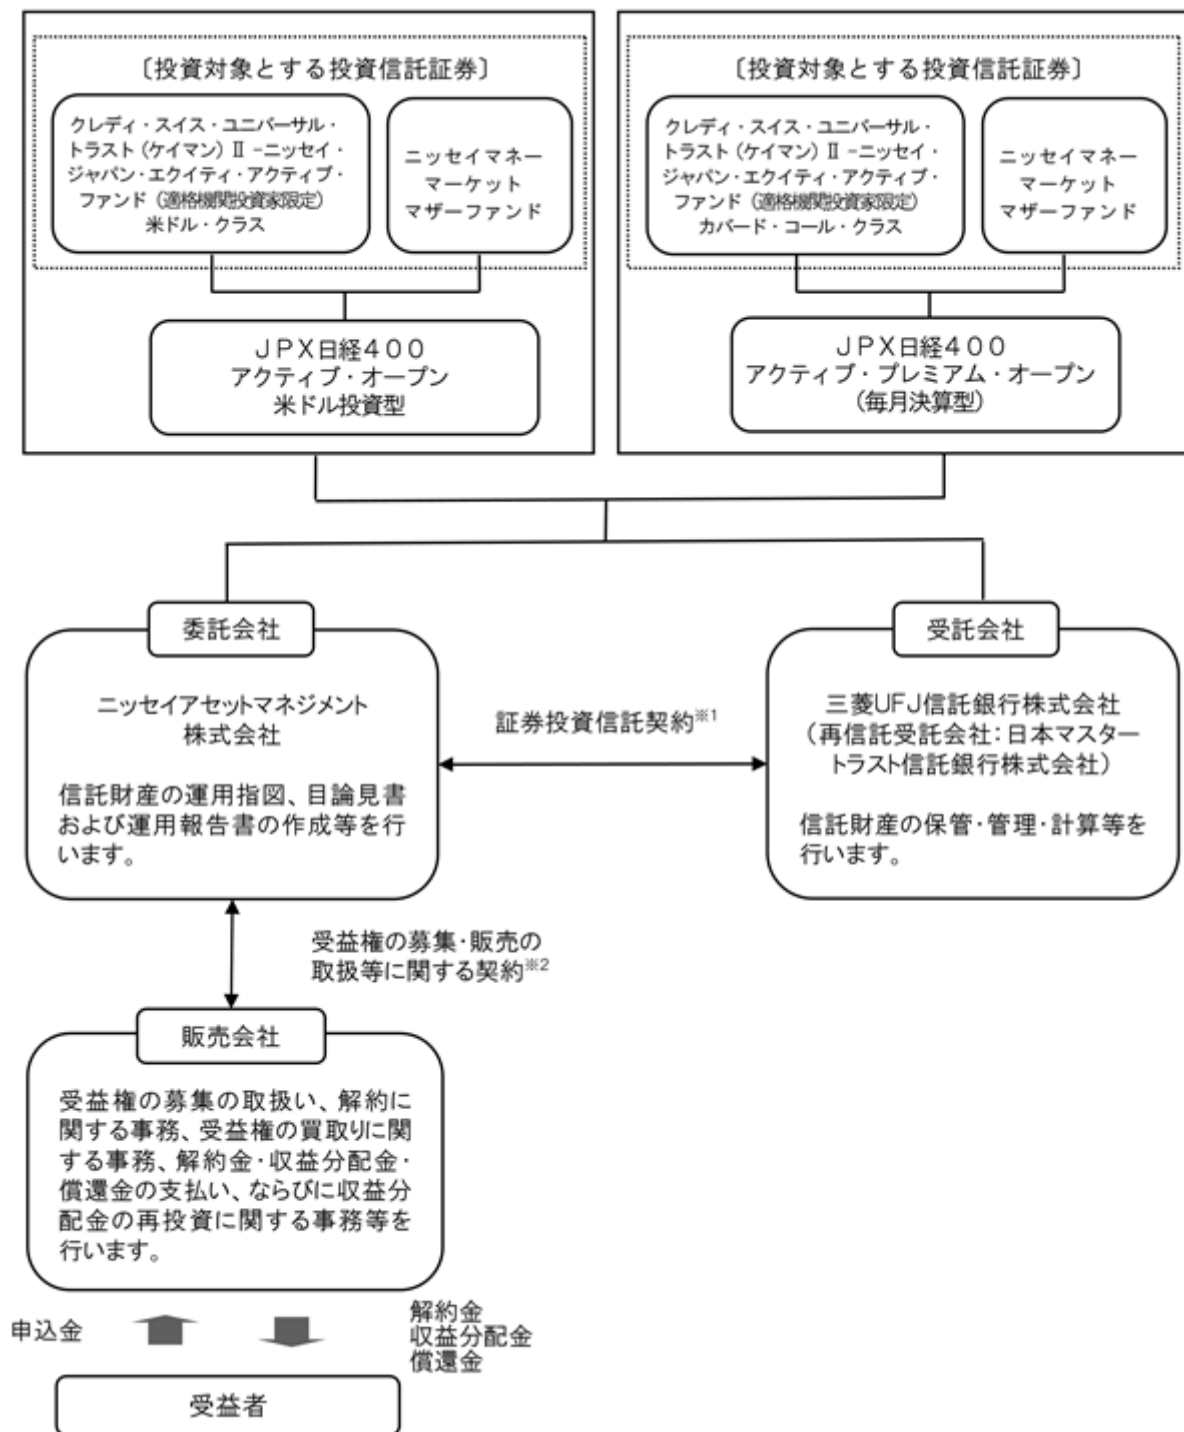 〔投資対象とする投資信託証券〕
クレディ・スイス・ユニバーサル・
トラスト(ケイマン)Ⅱ-ニッセイ・
ジャパン・エクイティ・アクティブ・
ファンド(適格機関投資家限定)
米ドル・クラス
ニッセイマネー
マーケット
マザーファンド
JPX日経400
アクティブ・オープン
米ドル投資型
〔投資対象とする投資信託証券〕
クレディ・スイス・ユニバーサル・
トラスト(ケイマン)Ⅱ-ニッセイ・
ジャパン・エクイティ・アクティブ・
ファンド(適格機関投資家限定)
カバード・コール・クラス
ニッセイマネー
マーケット
マザーファンド
JPX日経400
アクティブ・プレミアム・オープン
(毎月決算型)
委託会社
ニッセイアセットマネジメント
株式会社
信託財産の運用指図、目論見書
および運用報告書の作成等を行
います。
証券投資信託契約※1
受託会社
三菱UFJ信託銀行株式会社
(再信託受託会社:日本マスター
トラスト信託銀行株式会社)
信託財産の保管・管理・計算等を
行います。
受益権の募集・販売の
取扱等に関する契約※2
販売会社
受益権の募集の取扱い、解約に
関する事務、受益権の買取りに関
する事務、解約金・収益分配金・
償還金の支払い、ならびに収益分
配金の再投資に関する事務等を
行います。
申込金
解約金
収益分配金
償還金
受益者